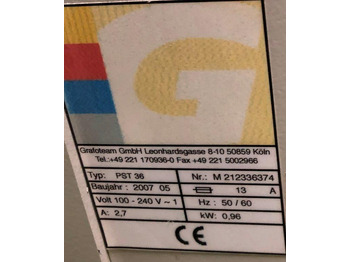 G
Grafoteam GmbH Leonhardsgasse 8-10 50859 Köln
Tel.:+49 221 170936-0 Fax +49 221 5002966
Typ: PST 36 Nr.: M 212336374
Baujahr : 2007 05 13 A
Volt 100 - 240 V ~ 1 Hz : 50 / 60
A: 2,7 kW: 0,96
CE